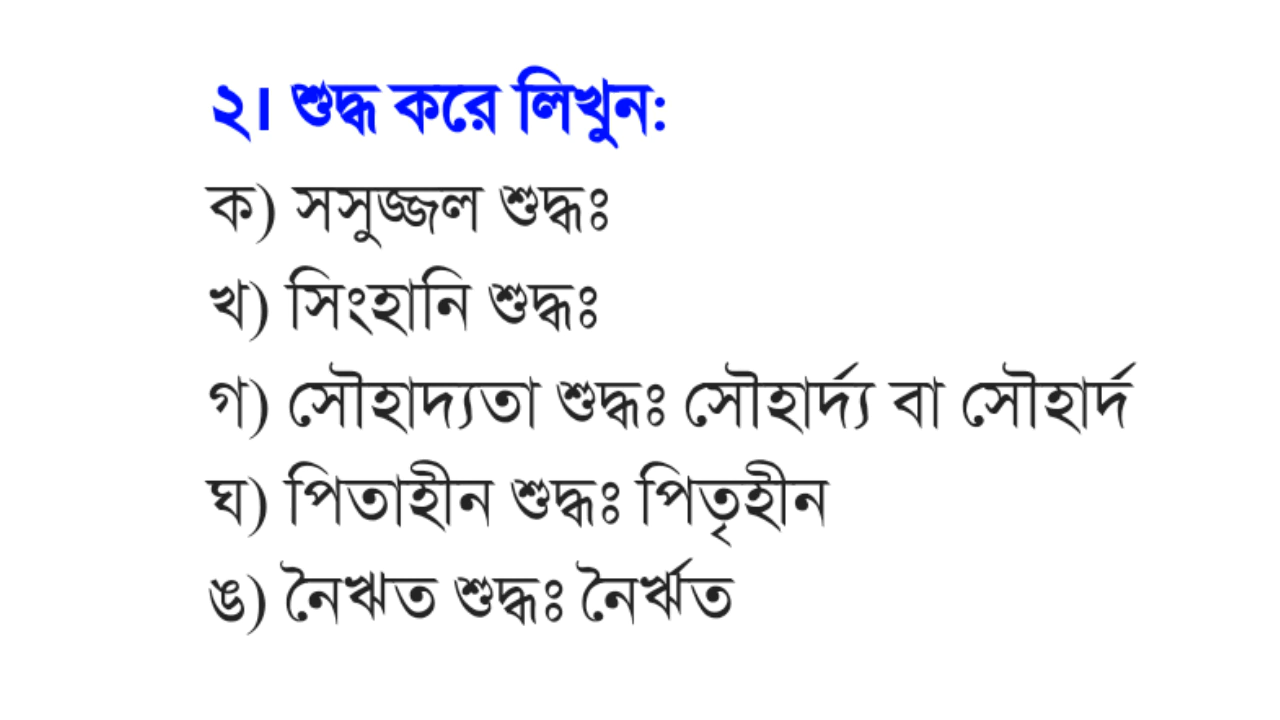 ২। শুদ্ধ করে লিখুন:
ক) সসুজ্জল শুদ্ধঃ
খ) সিংহানি শুদ্ধঃ
গ) সৌহাদ্যতা শুদ্ধঃ সৌহার্দ্য বা সৌহার্দ
ঘ) পিতাহীন শুদ্ধঃ পিতৃহীন
ঙ) নৈঋত শুদ্ধঃ নৈর্ঋত